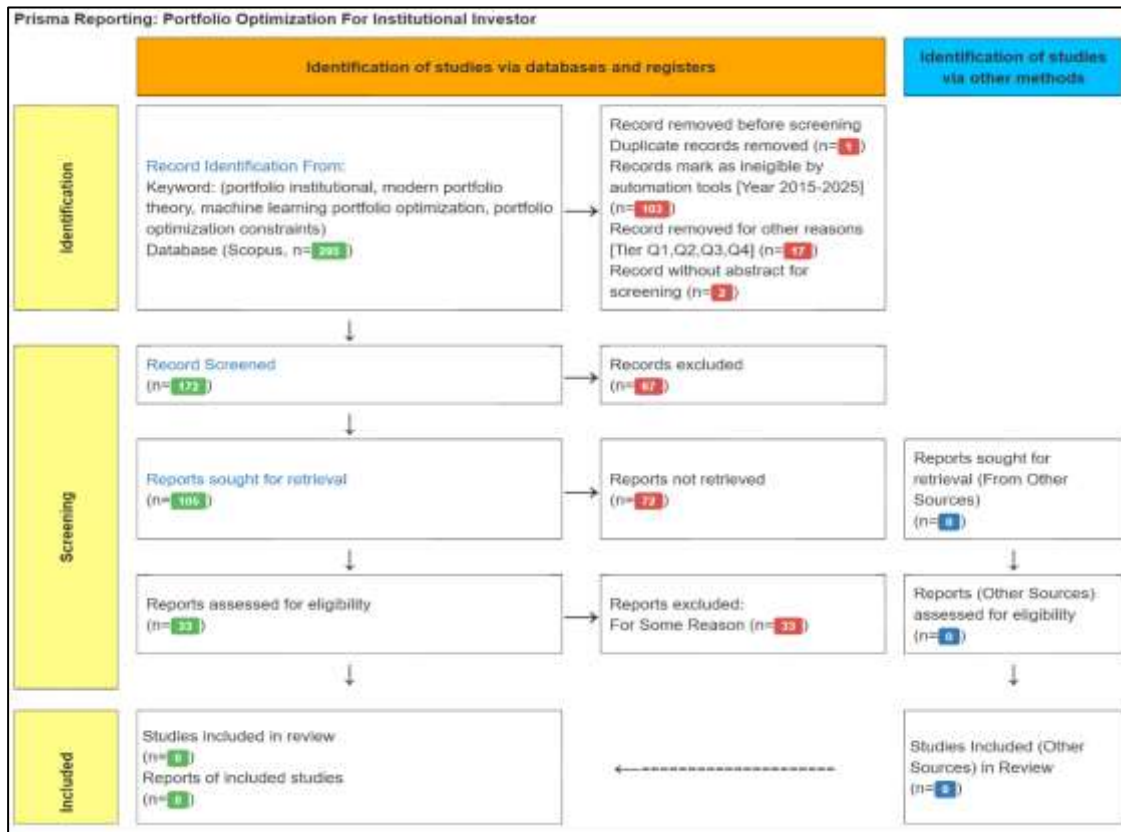 Prisma Reporting: Portfolio Optimization For Institutional Investor
Identification of studies via databases and registers
Identification of studies
via other methods
Identification
Record Identification From:
Keyword: (portfolio institutional, modern portfolio
theory, machine learning portfolio optimization, portfolio
optimization constraints)
Database (Scopus, n=295)
Record removed before screening
Duplicate records removed (n=1)
Records mark as ineigible by
automation tools [Year 2015-2025]
(n=103)
Record removed for other reasons
[Tier Q1,Q2,Q3,Q4] (n=17)
Record without abstract for
screening (n=2)
Screening
Record Screened
(n=172)
Records excluded
(n=67)
Reports sought for retrieval
(n=105)
Reports not retrieved
(n=72)
Reports sought for
retrieval (From Other
Sources)
(n=0)
Reports assessed for eligibility
(n=33)
Reports excluded:
For Some Reason (n=33)
Reports (Other Sources)
assessed for eligibility
(n=0)
Included
Studies included in review
(n=0)
Reports of included studies
(n=0)
Studies Included (Other
Sources) in Review
(n=0)